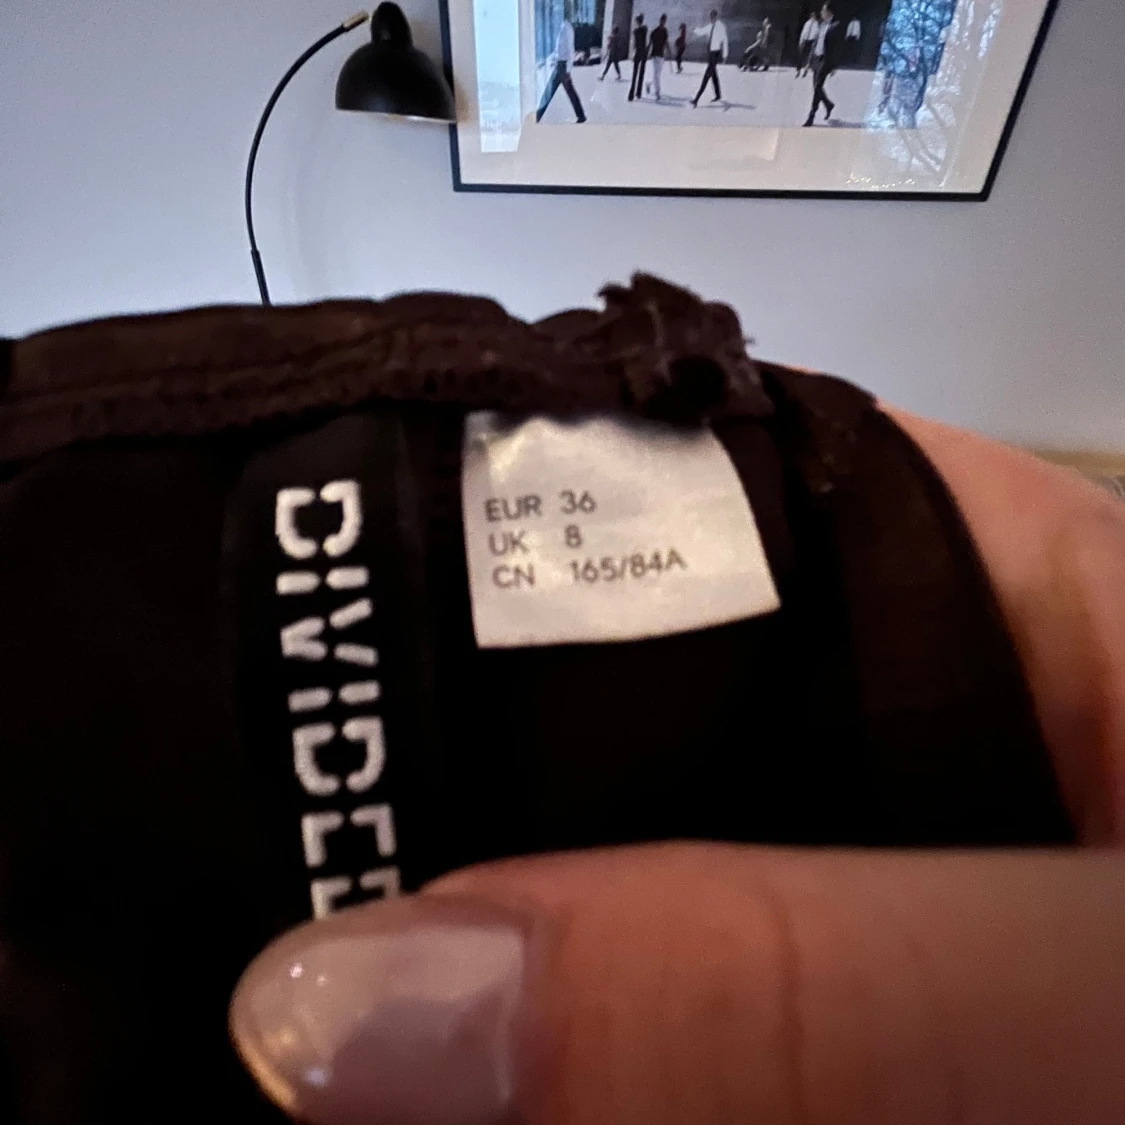 DIVIDED
EUR 36
UK 8
CN 165/84A